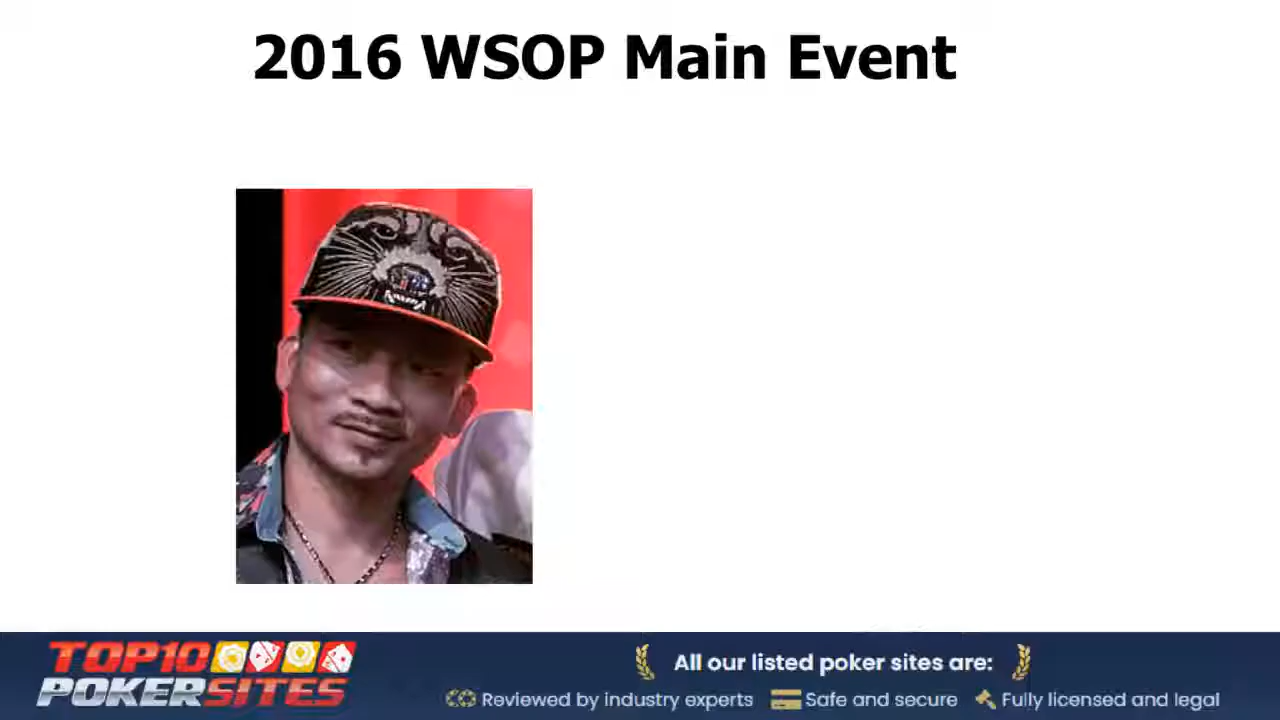 2016 WSOP Main Event
TOP10
POKERSITES
All our listed poker sites are:
Reviewed by industry experts Safe and secure Fully licensed and legal